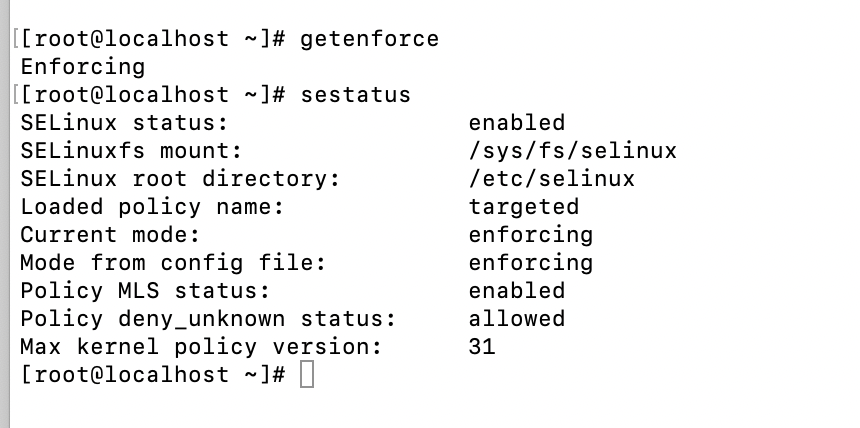 [[root@localhost ~]# getenforce
Enforcing
[[root@localhost ~]# sestatus
SELinux status:                 enabled
SELinuxfs mount:                /sys/fs/selinux
SELinux root directory:         /etc/selinux
Loaded policy name:             targeted
Current mode:                   enforcing
Mode from config file:          enforcing
Policy MLS status:              enabled
Policy deny_unknown status:     allowed
Max kernel policy version:      31
[root@localhost ~]#